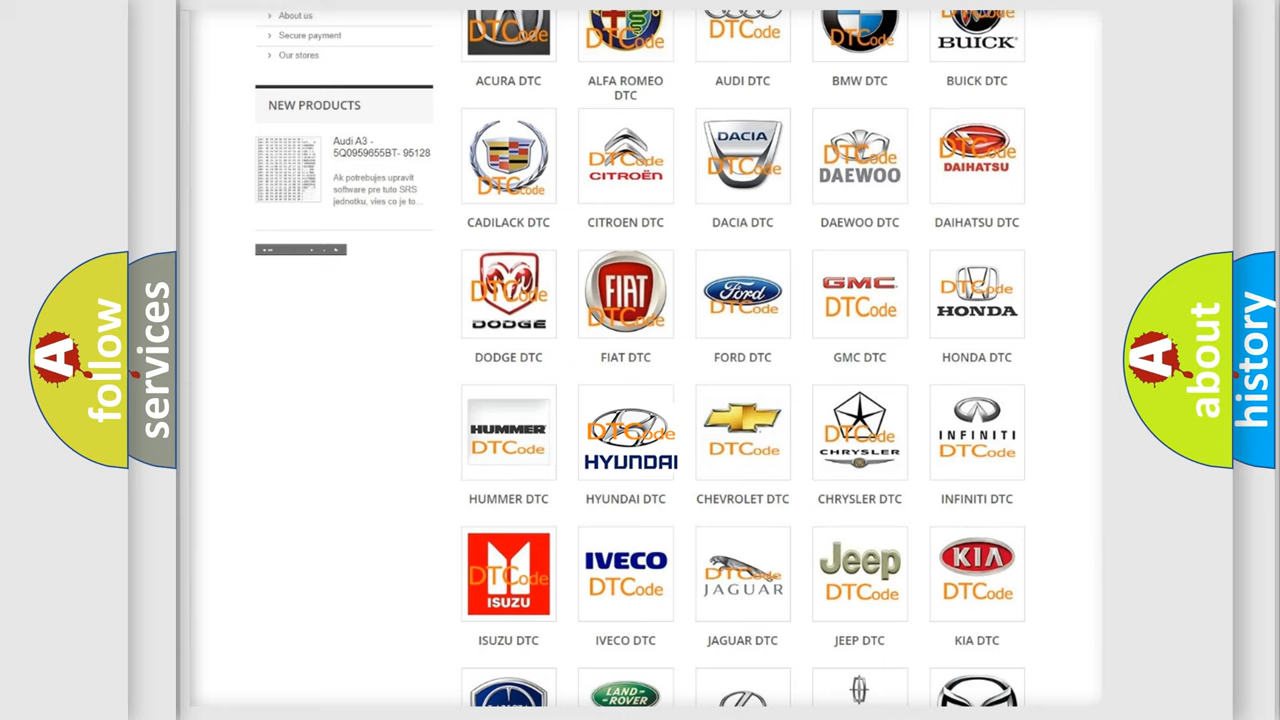 About us
Secure payment
Our stores
NEW PRODUCTS
Audi A3 -
5Q0959655BT- 95128
Ak potrebujes upravit
software pre tuto SRS
jednotku, vies co je to...
DTCode
DTCode
DTCode
DTCode
BUICK
ACURA DTC
ALFA ROMEO
DTC
AUDI DTC
BMW DTC
BUICK DTC
DTCode
DTCode
CITROËN
DACIA
DTCode
DTCode
DAEWOO
DTCode
DAIHATSU
CADILACK DTC
CITROEN DTC
DACIA DTC
DAEWOO DTC
DAIHATSU DTC
DTCode
DODGE
FIAT
DTCode
Ford
DTCode
GMC
DTCode
DTCode
HONDA
DODGE DTC
FIAT DTC
FORD DTC
GMC DTC
HONDA DTC
HUMMER
DTCode
DTCode
HYUNDAI
DTCode
DTCode
CHRYSLER
INFINITI
DTCode
HUMMER DTC
HYUNDAI DTC
CHEVROLET DTC
CHRYSLER DTC
INFINITI DTC
DTCode
ISUZU
IVECO
DTCode
DTCode
JAGUAR
Jeep
DTCode
KIA
DTCode
ISUZU DTC
IVECO DTC
JAGUAR DTC
JEEP DTC
KIA DTC
LAND-
ROVER
A
follow
services
A
about
history